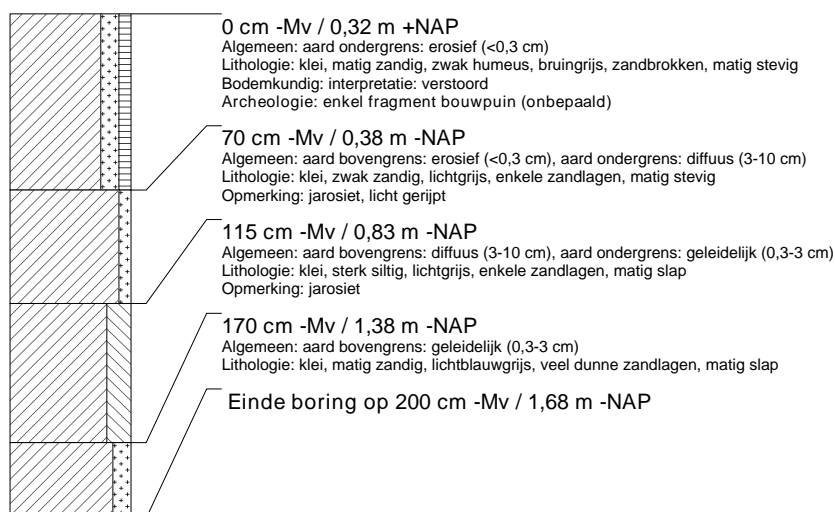 0 cm -Mv / 0,32 m +NAP
Algemeen: aard ondergrens: erosief (<0,3 cm)
Lithologie: klei, matig zandig, zwak humeus, bruingrijs, zandbrokken, matig stevig
Bodemkundig: interpretatie: verstoord
Archeologie: enkel fragment bouwpuin (onbepaald)
70 cm -Mv / 0,38 m -NAP
Algemeen: aard bovengrens: erosief (<0,3 cm), aard ondergrens: diffuus (3-10 cm)
Lithologie: klei, zwak zandig, lichtgrijs, enkele zandlagen, matig stevig
Opmerking: jarosiet, licht gerijpt
115 cm -Mv / 0,83 m -NAP
Algemeen: aard bovengrens: diffuus (3-10 cm), aard ondergrens: geleidelijk (0,3-3 cm)
Lithologie: klei, sterk siltig, lichtgrijs, enkele zandlagen, matig slap
Opmerking: jarosiet
170 cm -Mv / 1,38 m -NAP
Algemeen: aard bovengrens: geleidelijk (0,3-3 cm)
Lithologie: klei, matig zandig, lichtblauwgrijs, veel dunne zandlagen, matig slap
Einde boring op 200 cm -Mv / 1,68 m -NAP